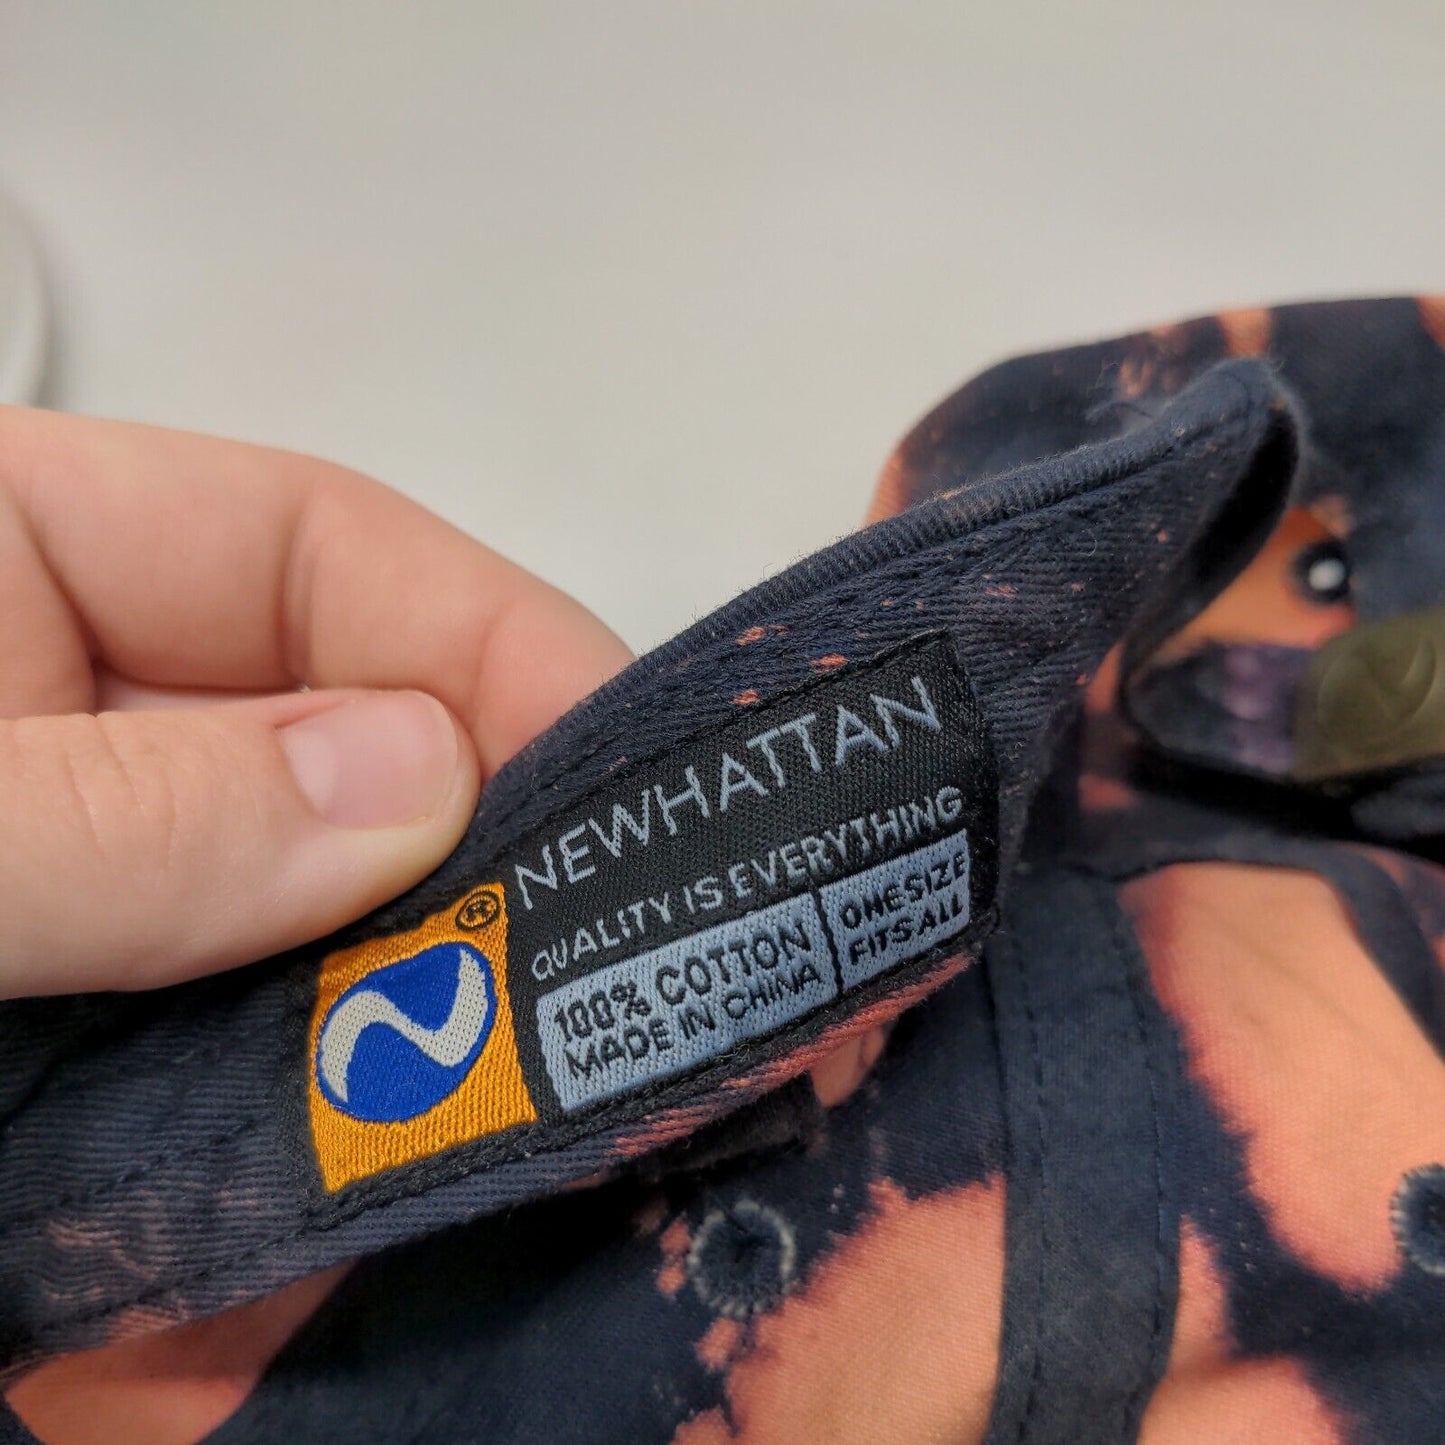 NEWHATTAN
QUALITY IS EVERYTHING
100% COTTON
MADE IN CHINA
ONE SIZE
FITS ALL
®